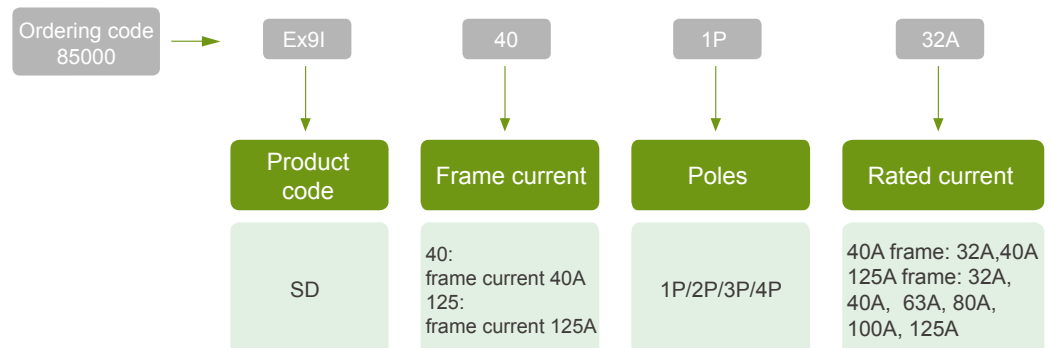 Ordering code
85000
Ex9I
40
1P
32A
Product
code
Frame current
Poles
Rated current
SD
40:
frame current 40A
125:
frame current 125A
1P/2P/3P/4P
40A frame: 32A,40A
125A frame: 32A,
40A, 63A, 80A,
100A, 125A